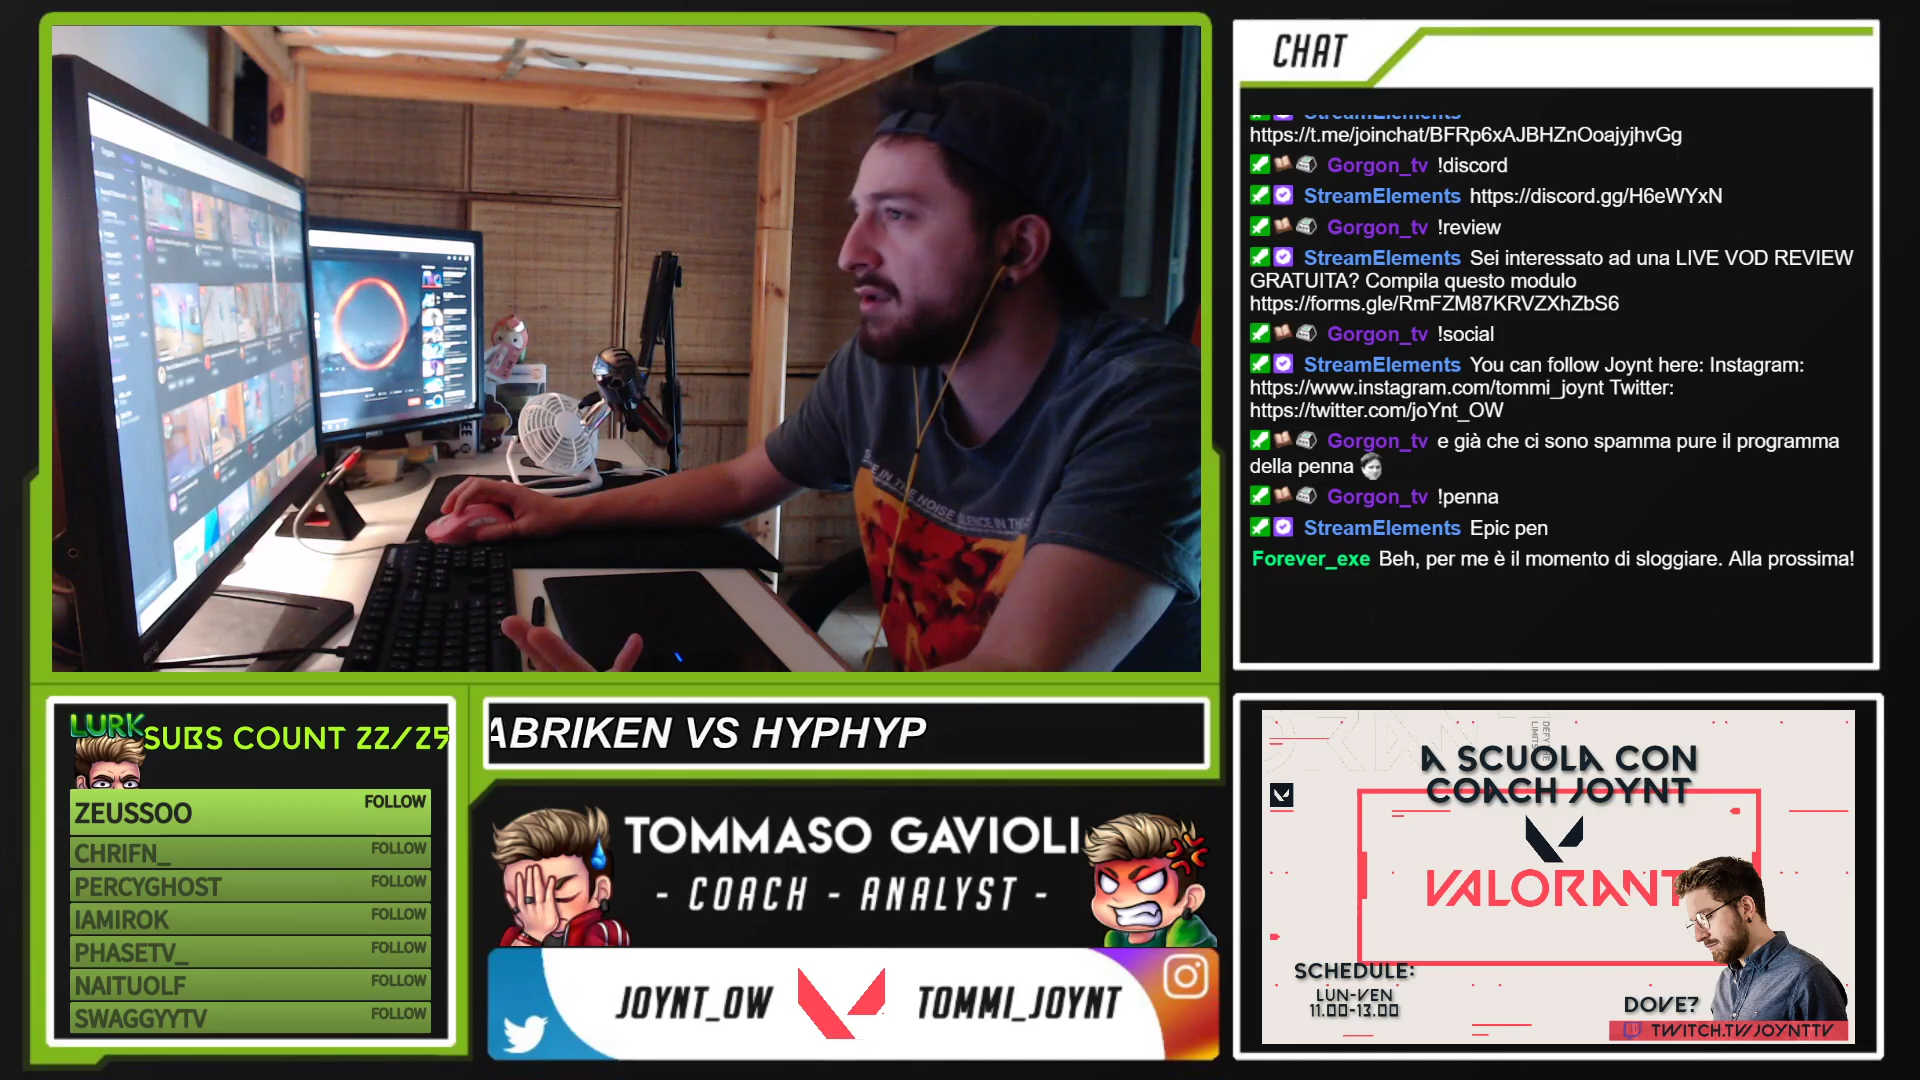 CHAT
StreamElements
https://t.me/joinchat/BFRp6xAJBHZnOoajyjhvGg
Gorgon_tv !discord
StreamElements https://discord.gg/H6eWYxN
Gorgon_tv !review
StreamElements Sei interessato ad una LIVE VOD REVIEW
GRATUITA? Compila questo modulo
https://forms.gle/RmFZM87KRVZXhZbS6
Gorgon_tv !social
StreamElements You can follow Joynt here: Instagram:
https://www.instagram.com/tommi_joynt Twitter:
https://twitter.com/joYnt_OW
Gorgon_tv e già che ci sono spamma pure il programma
della penna
Gorgon_tv !penna
StreamElements Epic pen
Forever_exe Beh, per me è il momento di sloggiare. Alla prossima!
LURK
SUBS COUNT 22/25
ZEUSSOO FOLLOW
CHRIFN_ FOLLOW
PERCYGHOST FOLLOW
IAMIROK FOLLOW
PHASETV_ FOLLOW
NAITUOLF FOLLOW
SWAGGYYTV FOLLOW
ABRIKEN VS HYPHYP
TOMMASO GAVIOLI
- COACH - ANALYST -
JOYNT_OW TOMMI_JOYNT
A SCUOLA CON
COACH JOYNT
VALORANT
SCHEDULE:
LUN-VEN
11.00-13.00
DOVE?
TWITCH.TV/JOYNTTV